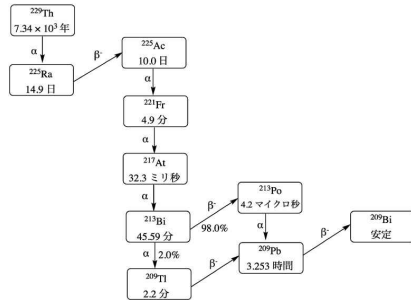 229Th
7.34 × 10³ 年
α
225Ra
14.9 日
β-
225Ac
10.0 日
α
221Fr
4.9 分
α
217At
32.3 ミリ秒
α
213Bi
45.59 分
β-
98.0%
213Po
4.2 マイクロ秒
α
α 2.0%
209Tl
2.2 分
β-
209Pb
3.253 時間
β-
209Bi
安定